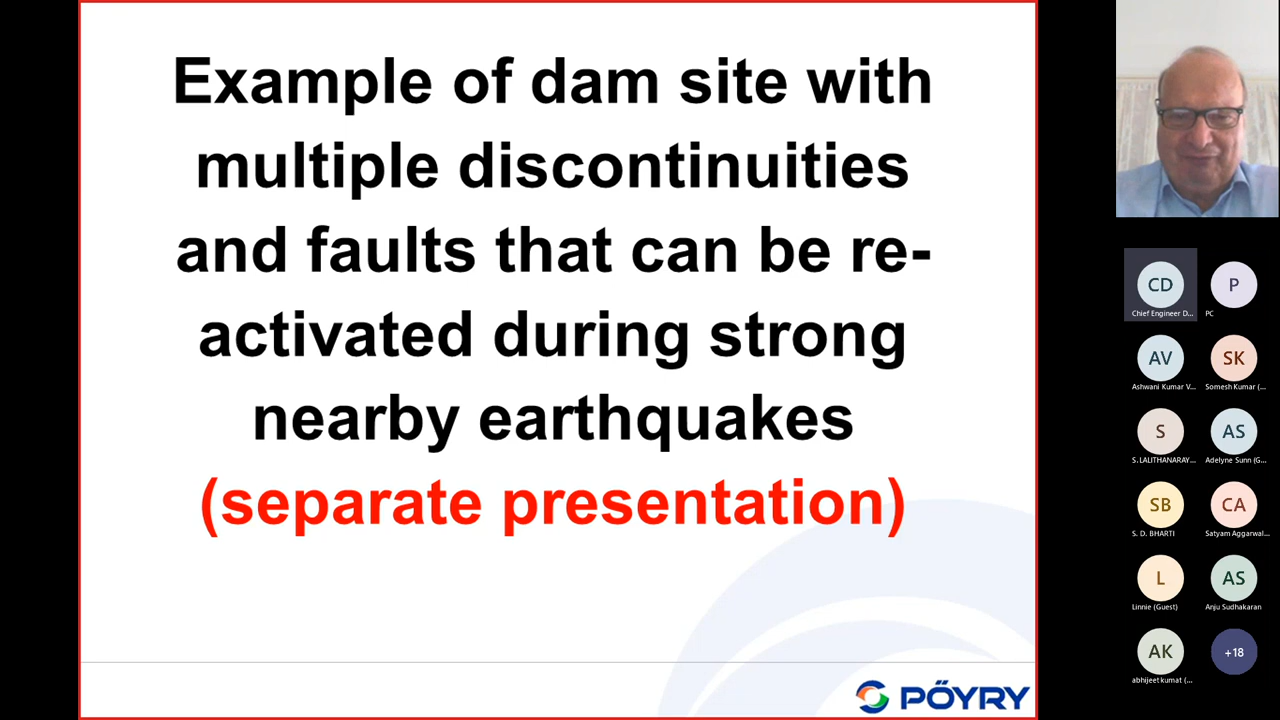 Example of dam site with
multiple discontinuities
and faults that can be re-
activated during strong
nearby earthquakes
(separate presentation)
PÖYRY
CD
Chief Engineer D...
P
PC
AV
Ashwani Kumar V...
SK
Somesh Kumar (...
S
S. LALITHANARAY...
AS
Adelyne Sunn (G...
SB
S. D. BHARTI
CA
Satyam Aggarwal...
L
Linnie (Guest)
AS
Anju Sudhakaran
AK
abhijeet kumat (...
+18